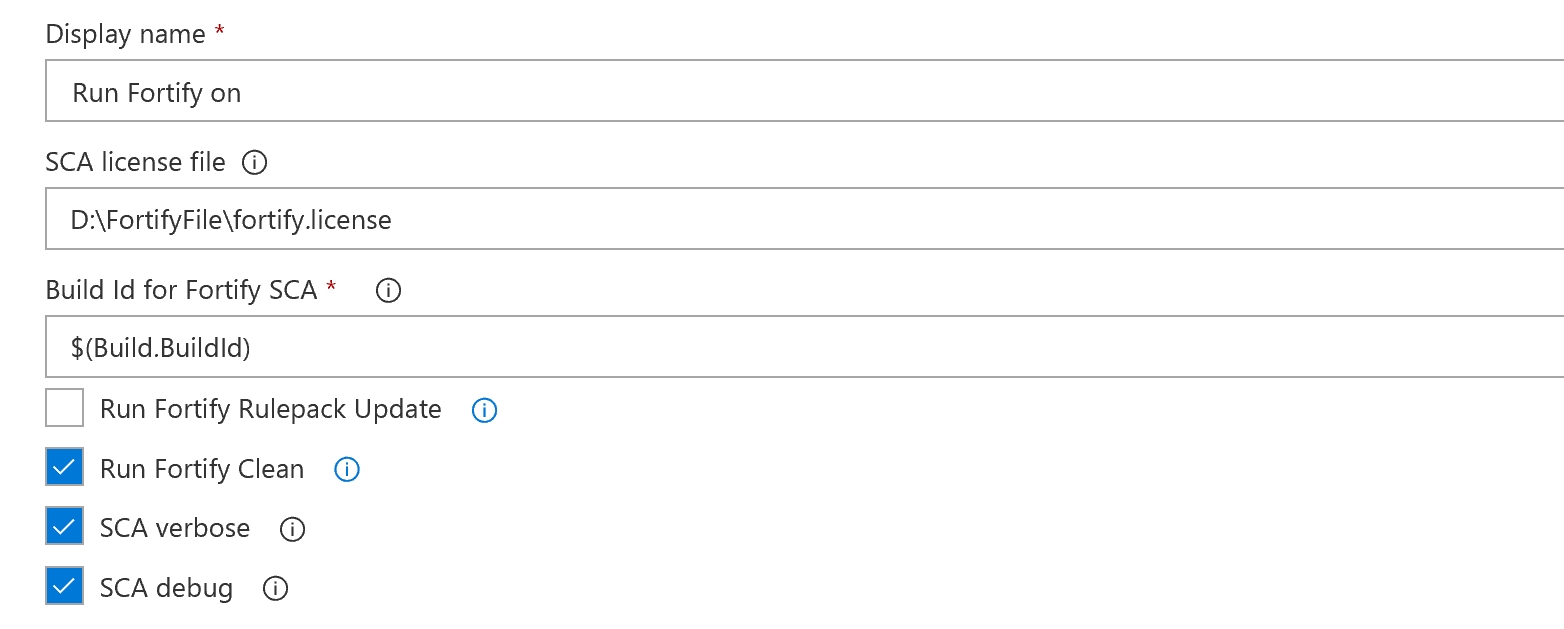 Display name *
Run Fortify on
SCA license file
D:\FortifyFile\fortify.license
Build Id for Fortify SCA *
$(Build.BuildId)
Run Fortify Rulepack Update
Run Fortify Clean
SCA verbose
SCA debug